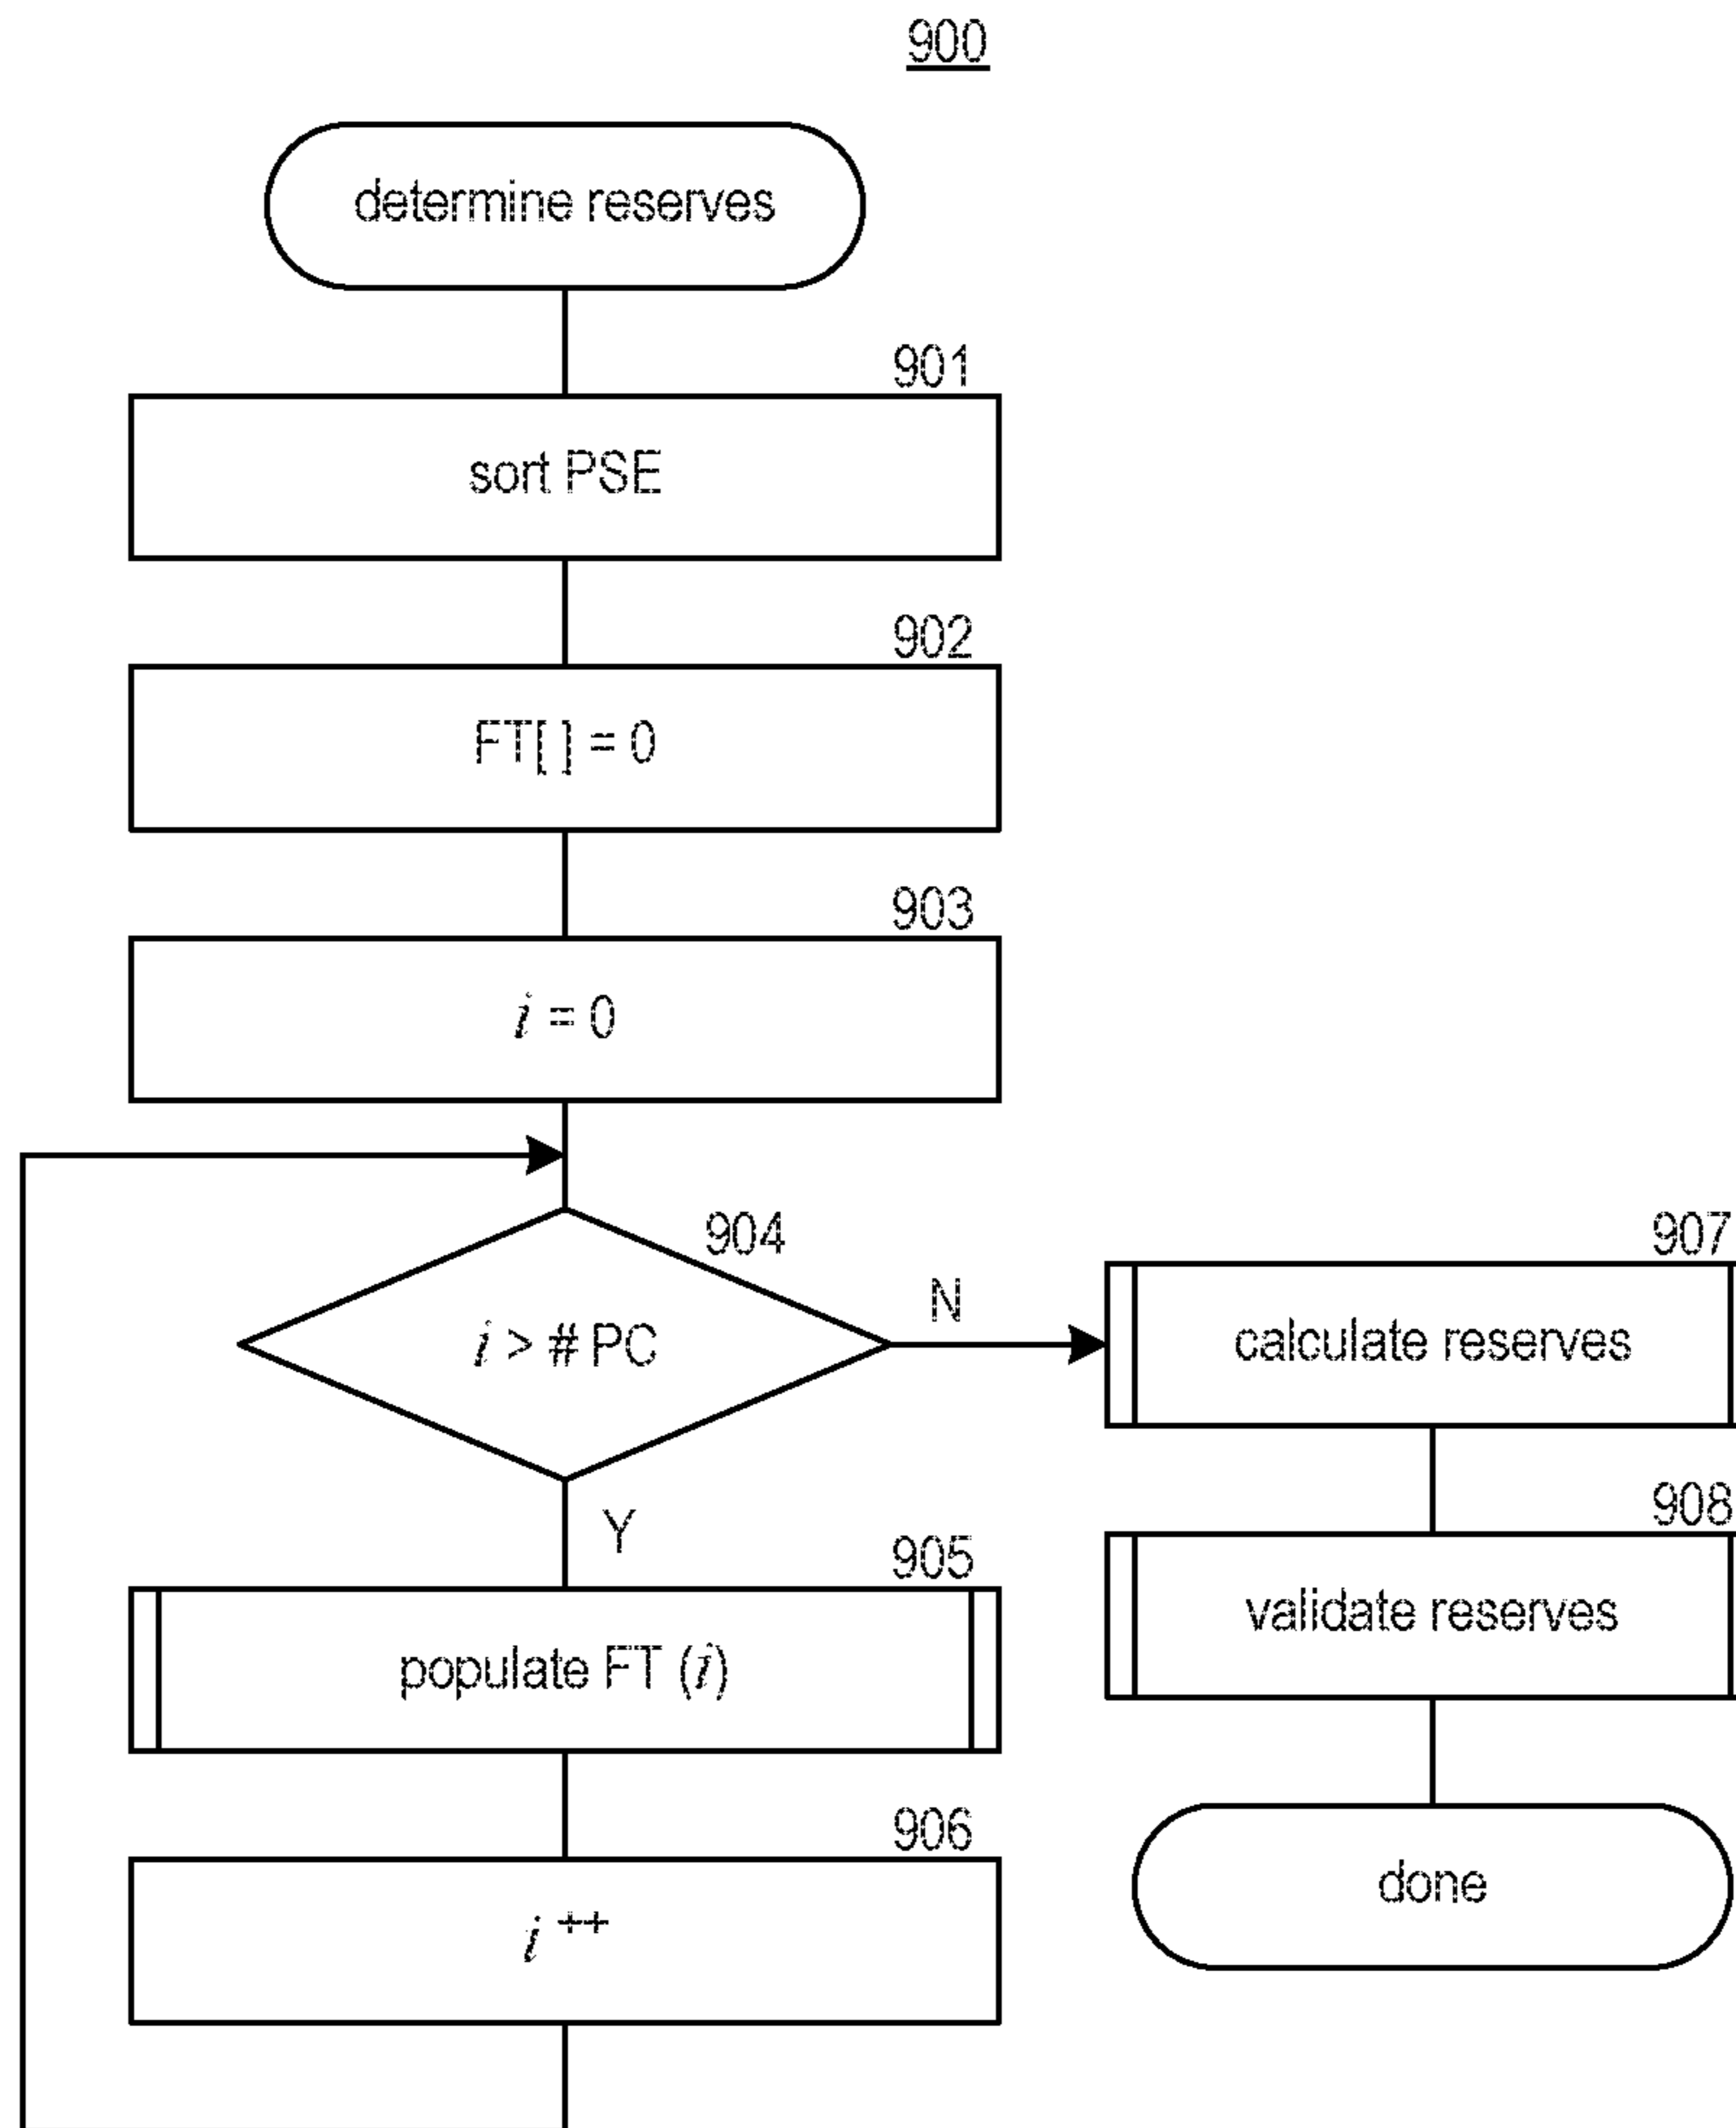 900
determine reserves
901
sort PSE
902
FT[ ] = 0
903
i = 0
904
i > # PC
N
Y
905
populate FT (i)
906
i ++
907
calculate reserves
908
validate reserves
done